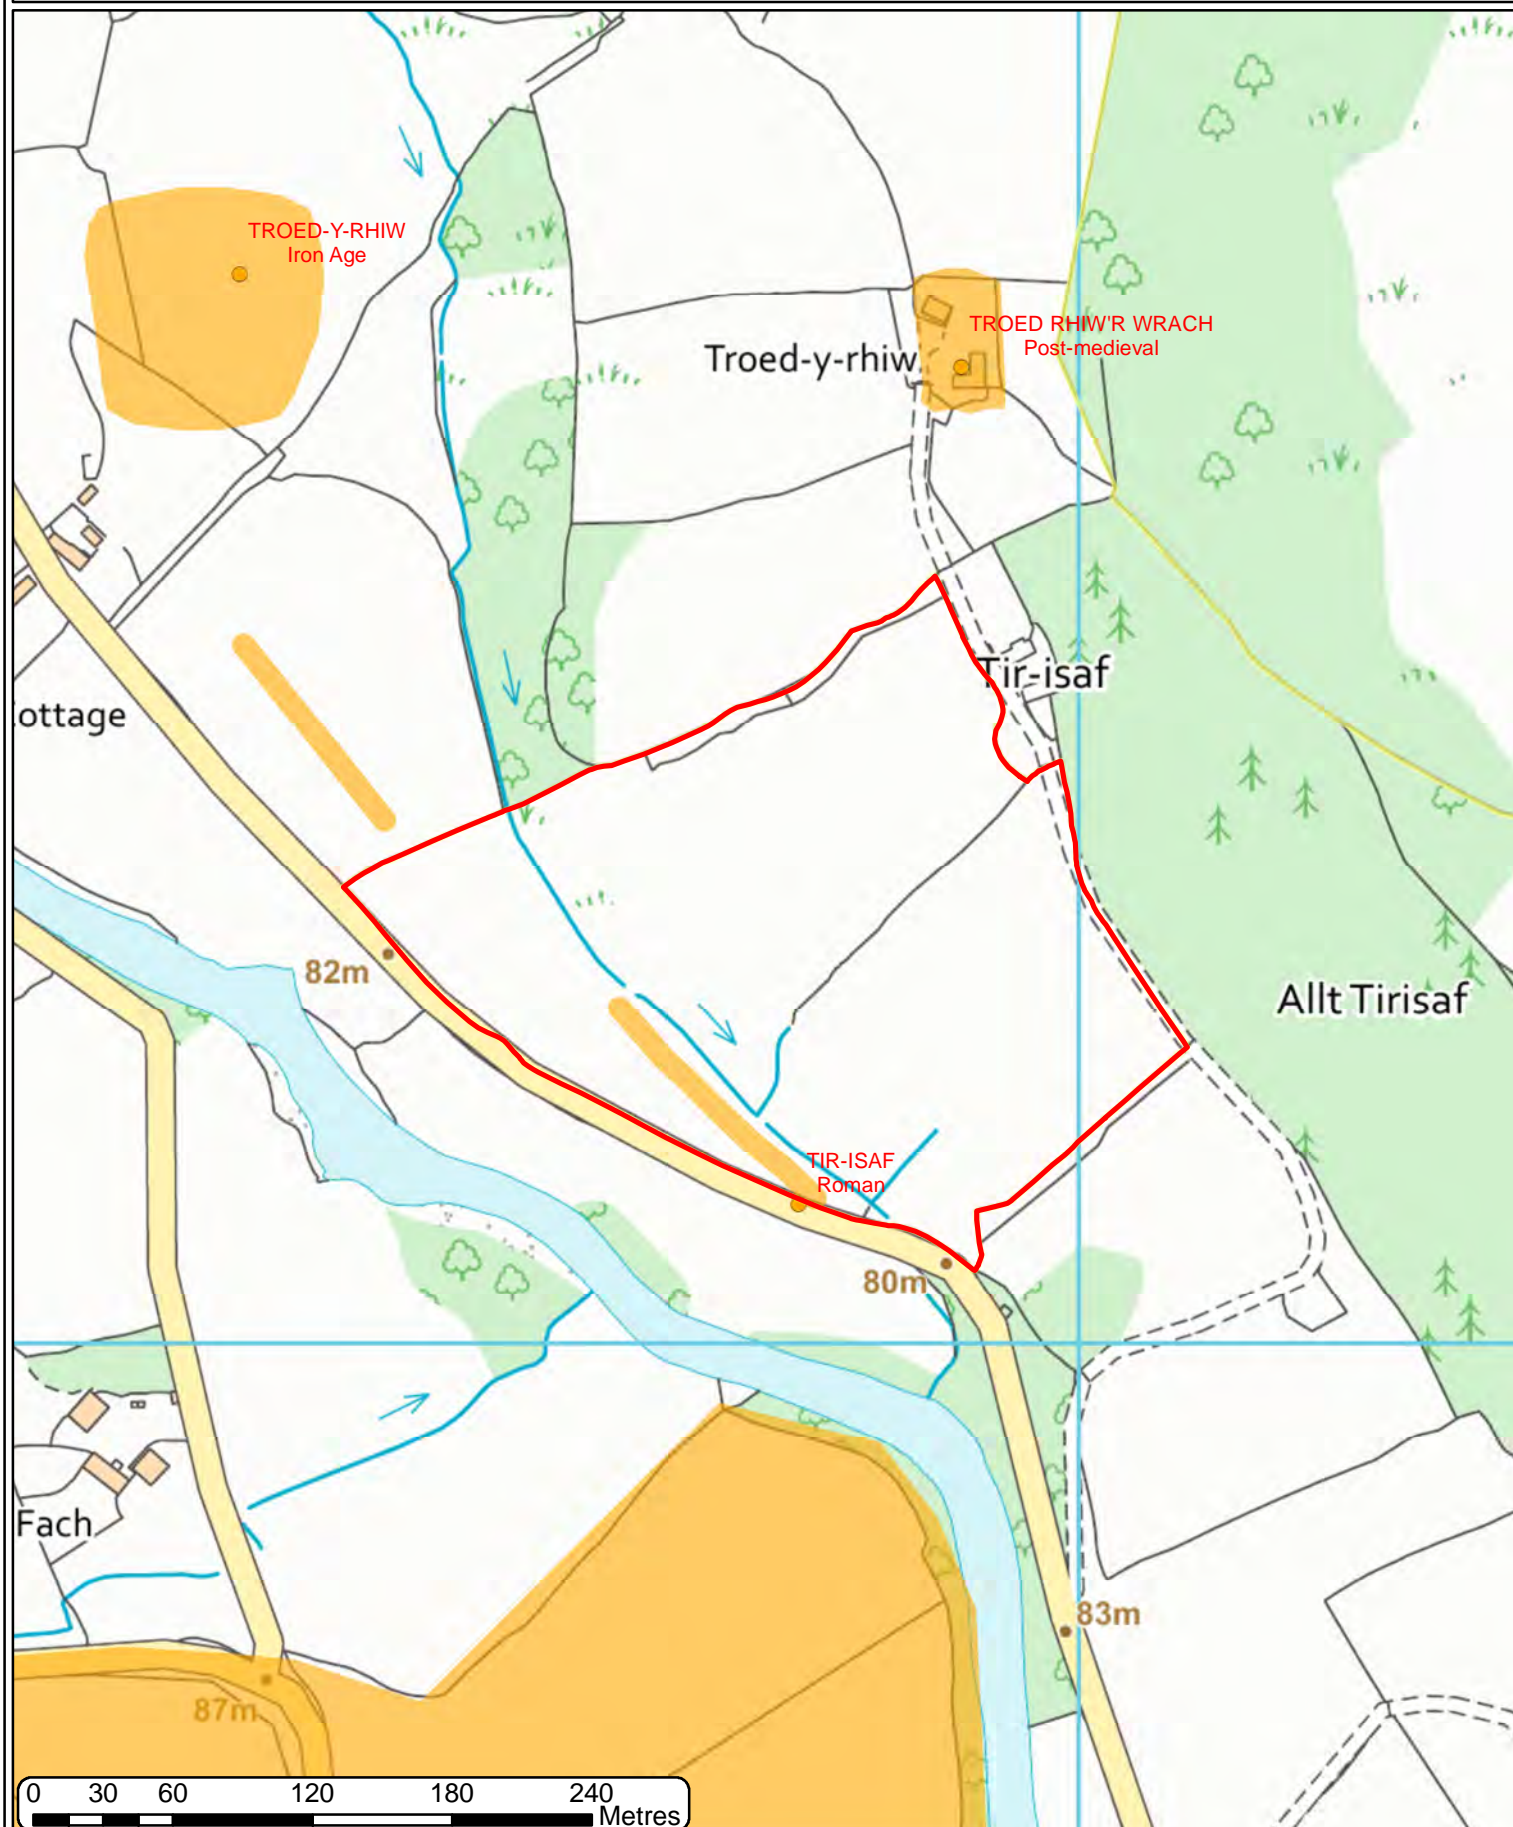 TROED-Y-RHIW
Iron Age
TROED RHIW'R WRACH
Post-medieval
Troed-y-rhiw
Tir-isaf
ottage
82m
Allt Tirisaf
TIR-ISAF
Roman
80m
Fach
83m
87m
0 30 60 120 180 240
Metres